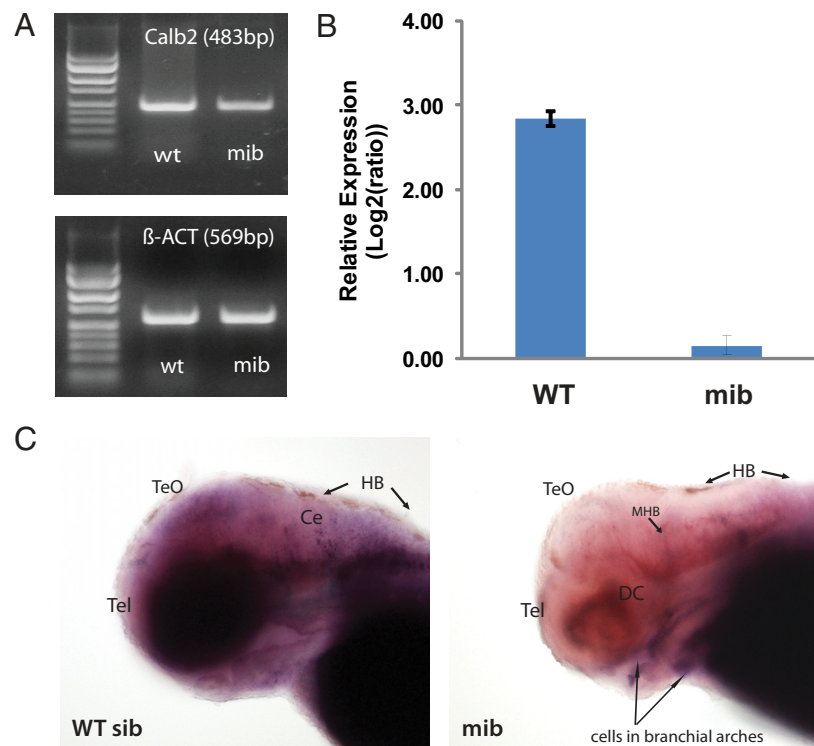 A
Calb2 (483bp)
wt
mib
ß-ACT (569bp)
wt
mib
B
Relative Expression
(Log2(ratio))
4.00
3.00
2.00
1.00
0.00
WT
mib
C
TeO
HB
Ce
Tel
WT sib
TeO
HB
MHB
DC
Tel
mib
cells in branchial arches